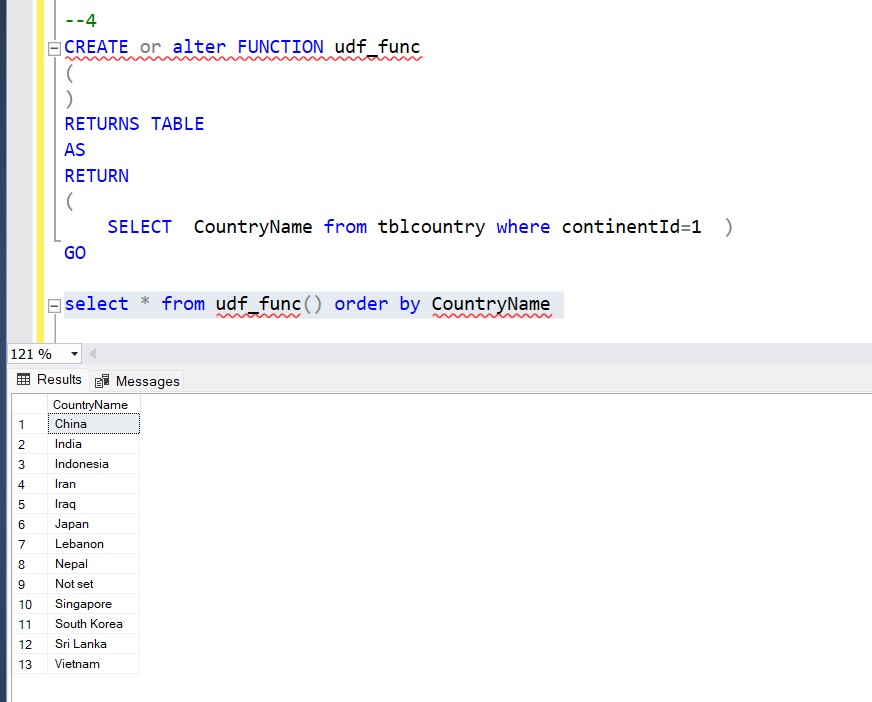 --4
CREATE or alter FUNCTION udf_func
(
)
RETURNS TABLE
AS
RETURN
(
SELECT  CountryName from tblcountry where continentId=1  )
GO
select * from udf_func() order by CountryName
121 %
Results Messages
CountryName
1 China
2 India
3 Indonesia
4 Iran
5 Iraq
6 Japan
7 Lebanon
8 Nepal
9 Not set
10 Singapore
11 South Korea
12 Sri Lanka
13 Vietnam